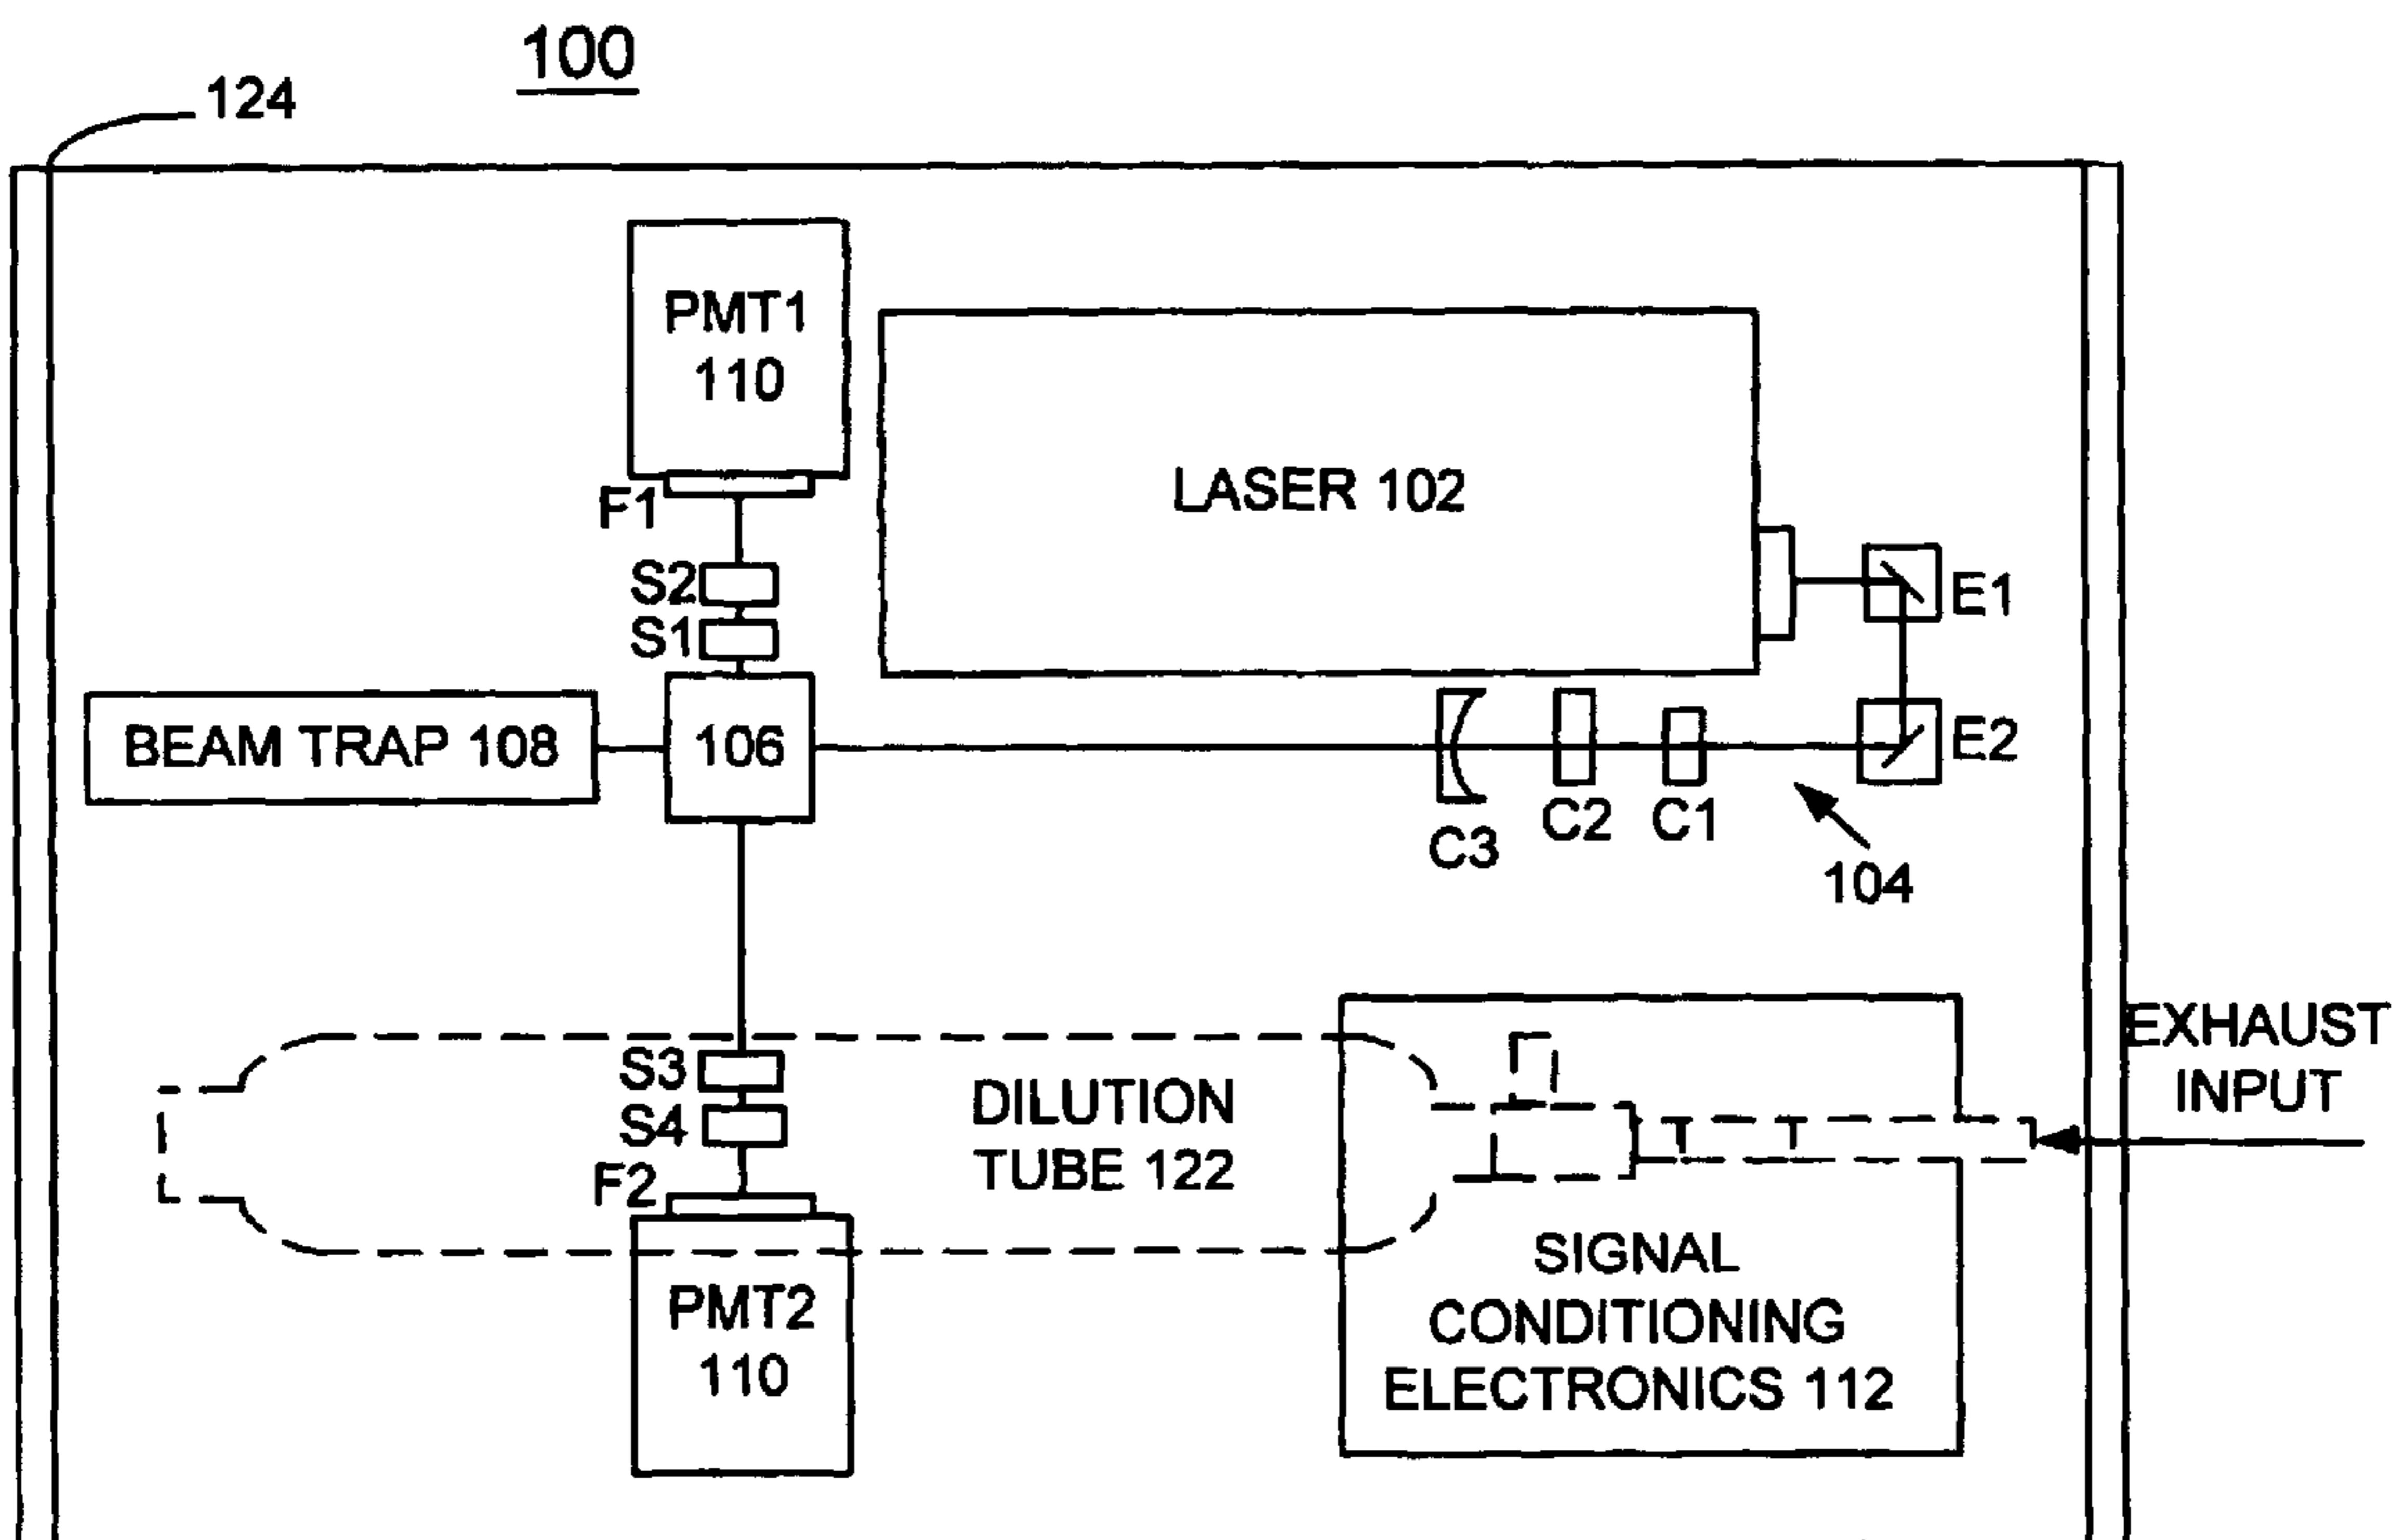 100
124
PMT1
110
LASER 102
F1
S2
E1
S1
BEAM TRAP 108
106
E2
C3
C2
C1
104
EXHAUST
INPUT
S3
S4
DILUTION
TUBE 122
F2
SIGNAL
CONDITIONING
ELECTRONICS 112
PMT2
110